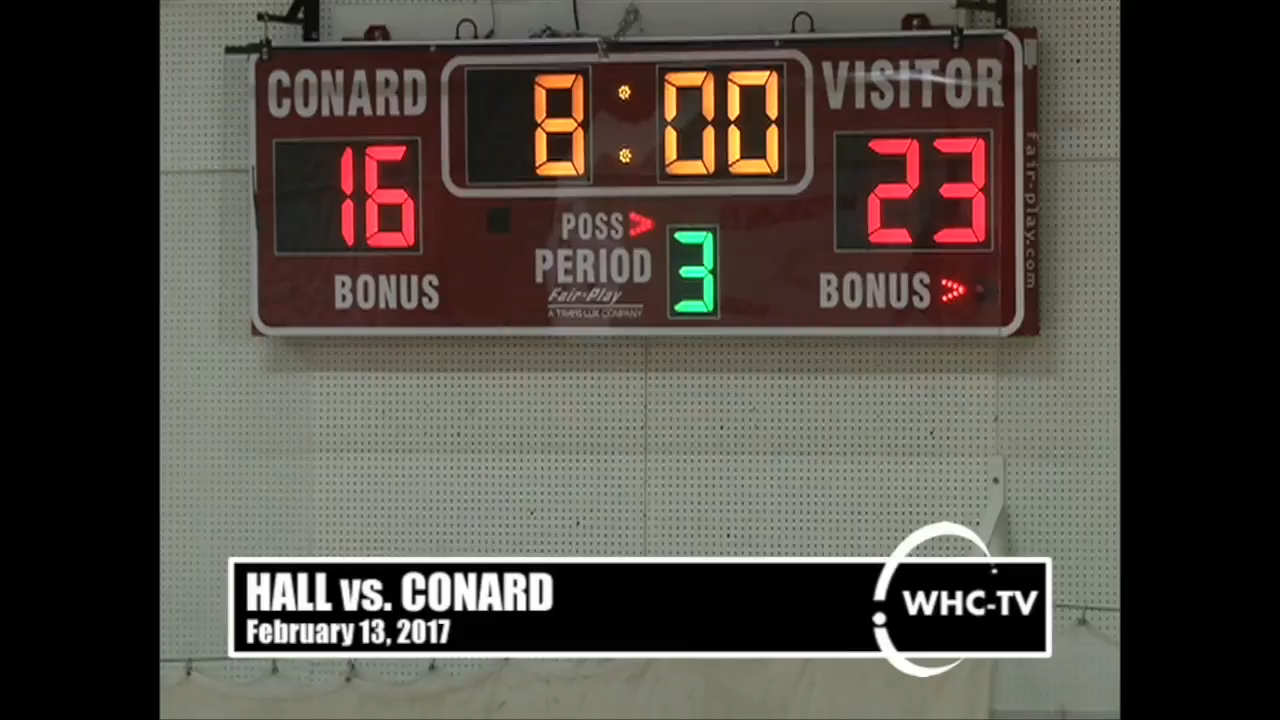 CONARD
8:00
VISITOR
16
23
POSS >
PERIOD
3
BONUS
BONUS >
Fair-Play
A TRANS-LUX COMPANY
fair-play.com
HALL vs. CONARD
February 13, 2017
WHC-TV